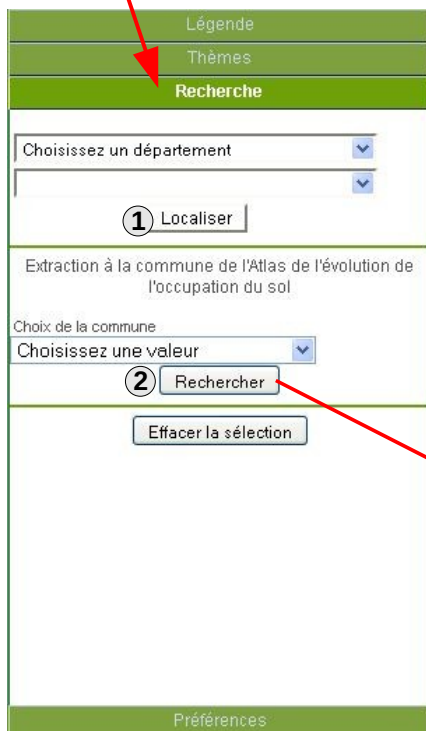 Légende
Thèmes
Recherche
Choisissez un département
1 Localiser
Extraction à la commune de l'Atlas de l'évolution de
l'occupation du sol
Choix de la commune
Choisissez une valeur
2 Rechercher
Effacer la sélection
Préférences